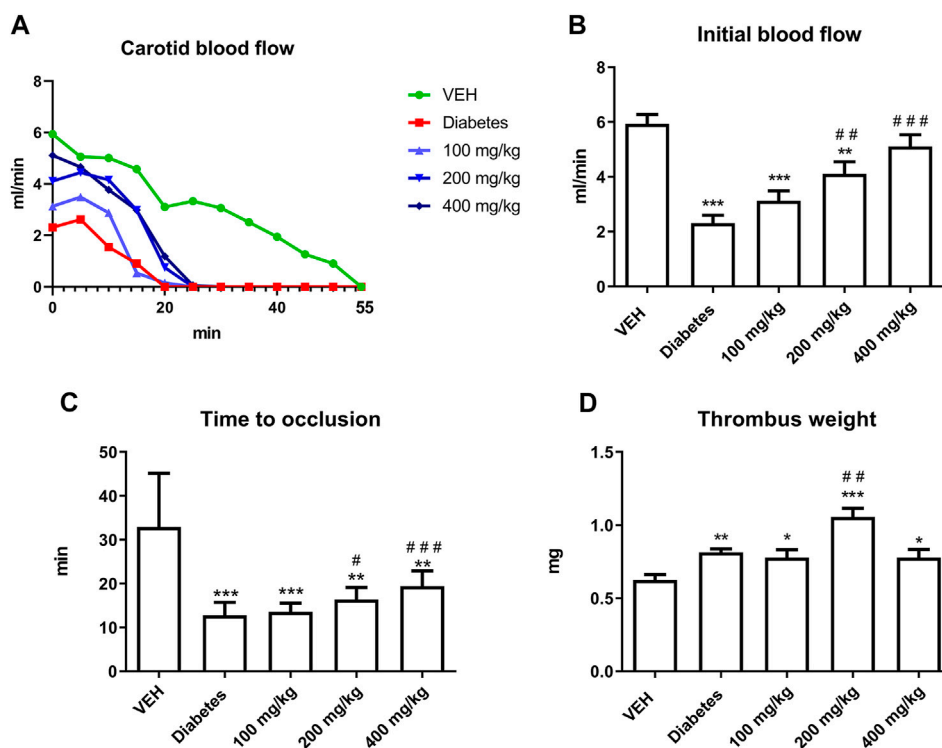 A
Carotid blood flow
8
6
4
2
0
ml/min
0
20
40
55
min
VEH
Diabetes
100 mg/kg
200 mg/kg
400 mg/kg
B
Initial blood flow
8
6
4
2
0
ml/min
***
***
# #
**
# # #
VEH
Diabetes
100 mg/kg
200 mg/kg
400 mg/kg
C
Time to occlusion
50
40
30
20
10
0
min
***
***
#
**
# # #
**
VEH
Diabetes
100 mg/kg
200 mg/kg
400 mg/kg
D
Thrombus weight
1.5
1.0
0.5
0.0
mg
**
*
# #
***
*
VEH
Diabetes
100 mg/kg
200 mg/kg
400 mg/kg